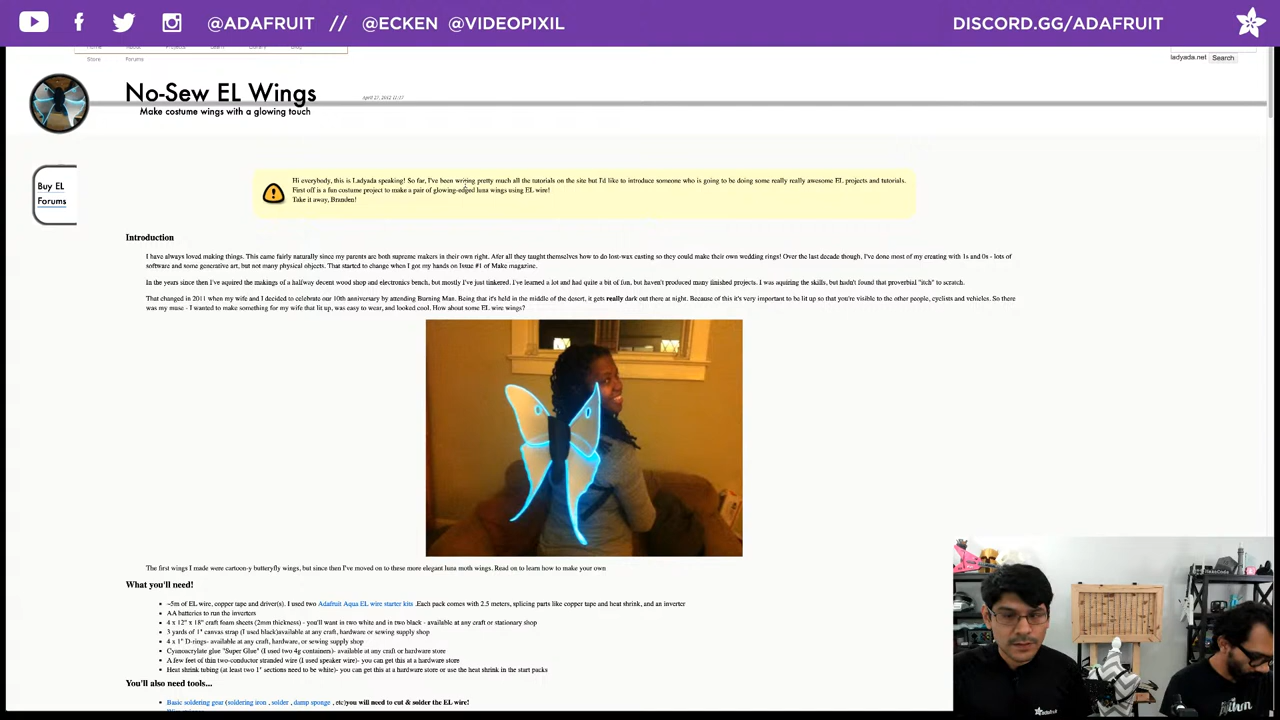 @ADAFRUIT // @ECKEN @VIDEOPIXIL DISCORD.GG/ADAFRUIT
Store Forums
ladyada.net Search
No-Sew EL Wings
Make costume wings with a glowing touch
Buy EL
Forums
Hi everybody, this is Ladyada speaking! So far, I've been writing pretty much all the tutorials on the site but I'd like to introduce someone who is going to be doing some really really awesome EL projects and tutorials.
First off is a fun costume project to make a pair of glowing-edged luna wings using EL wire!
Take it away, Branden!
Introduction
I have always loved making things. This came fairly naturally since my parents are both supreme makers in their own right. Afer all they taught themselves how to do lost-wax casting so they could make their own wedding rings! Over the last decade though, I've done most of my creating with 1s and 0s - lots of
software and some generative art, but not many physical objects. That started to change when I got my hands on Issue #1 of Make magazine.
In the years since then I've aquired the makings of a halfway decent wood shop and electronics bench, but mostly I've just tinkered. I've learned a lot and had quite a bit of fun, but haven't produced many finished projects. I was aquiring the skills, but hadn't found that proverbial "itch" to scratch.
That changed in 2011 when my wife and I decided to celebrate our 10th anniversary by attending Burning Man. Being that it's held in the middle of the desert, it gets really dark out there at night. Because of this it's very important to be lit up so that you're visible to the other people, cyclists and vehicles. So there
was my muse - I wanted to make something for my wife that lit up, was easy to wear, and looked cool. How about some EL wire wings?
The first wings I made were cartoon-y butteryfly wings, but since then I've moved on to these more elegant luna moth wings. Read on to learn how to make your own
What you'll need!
~5m of EL wire, copper tape and driver(s). I used two Adafruit Aqua EL wire starter kits .Each pack comes with 2.5 meters, splicing parts like copper tape and heat shrink, and an inverter
AA batteries to run the inverters
4 x 12" x 18" craft foam sheets (2mm thickness) - you'll want in two white and in two black - available at any craft or stationary shop
3 yards of 1" canvas strap (I used black)available at any craft, hardware or sewing supply shop
4 x 1" D-rings- available at any craft, hardware, or sewing supply shop
Cyanoacrylate glue "Super Glue" (I used two 4g containers)- available at any craft or hardware store
A few feet of thin two-conductor stranded wire (I used speaker wire)- you can get this at a hardware store
Heat shrink tubing (at least two 1" sections need to be white)- you can get this at a hardware store or use the heat shrink in the start packs
You'll also need tools...
Basic soldering gear (soldering iron , solder , damp sponge , etc)you will need to cut & solder the EL wire!